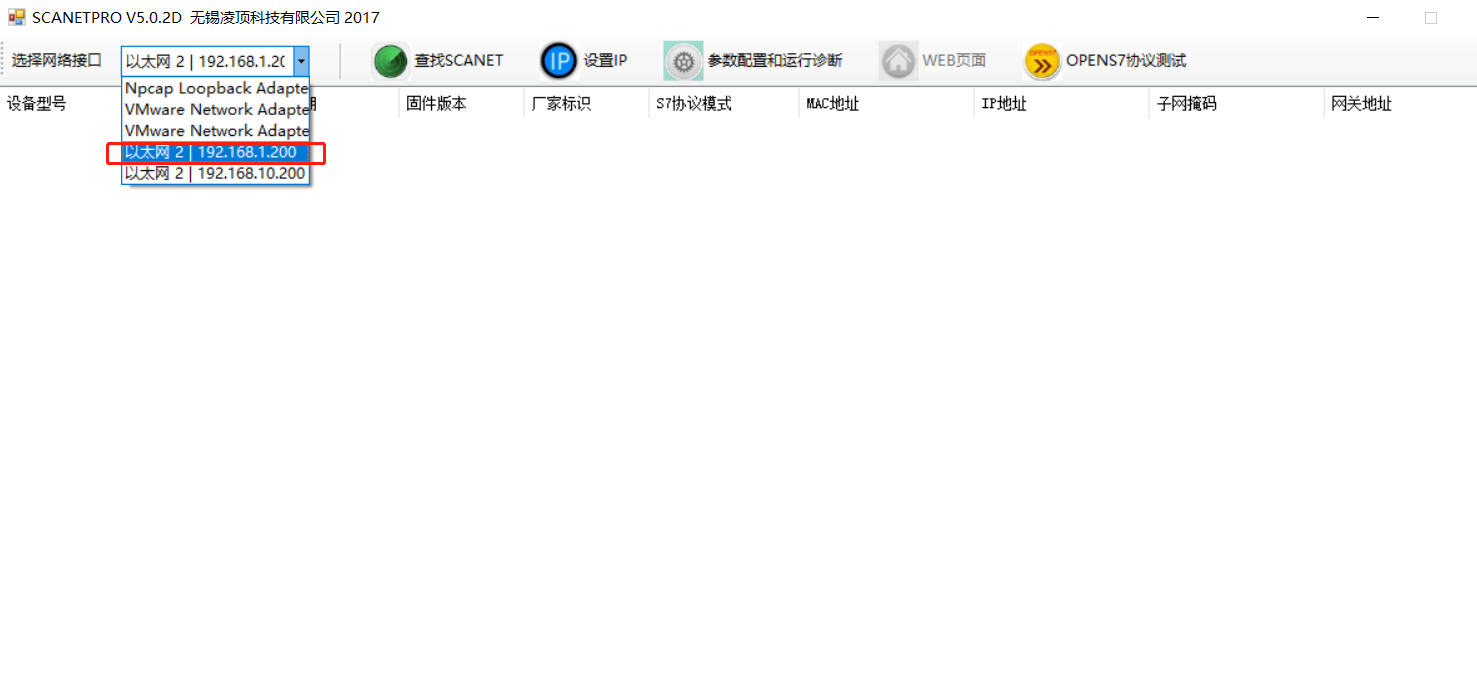 SCANETPRO V5.0.2D 无锡凌顶科技有限公司 2017
选择网络接口 以太网 2 | 192.168.1.20 查找SCANET 设置IP 参数配置和运行诊断 WEB页面 OPENS7协议测试
设备型号 固件版本 厂家标识 S7协议模式 MAC地址 IP地址 子网掩码 网关地址
Npcap Loopback Adapte
VMware Network Adapte
VMware Network Adapte
以太网 2 | 192.168.1.200
以太网 2 | 192.168.10.200